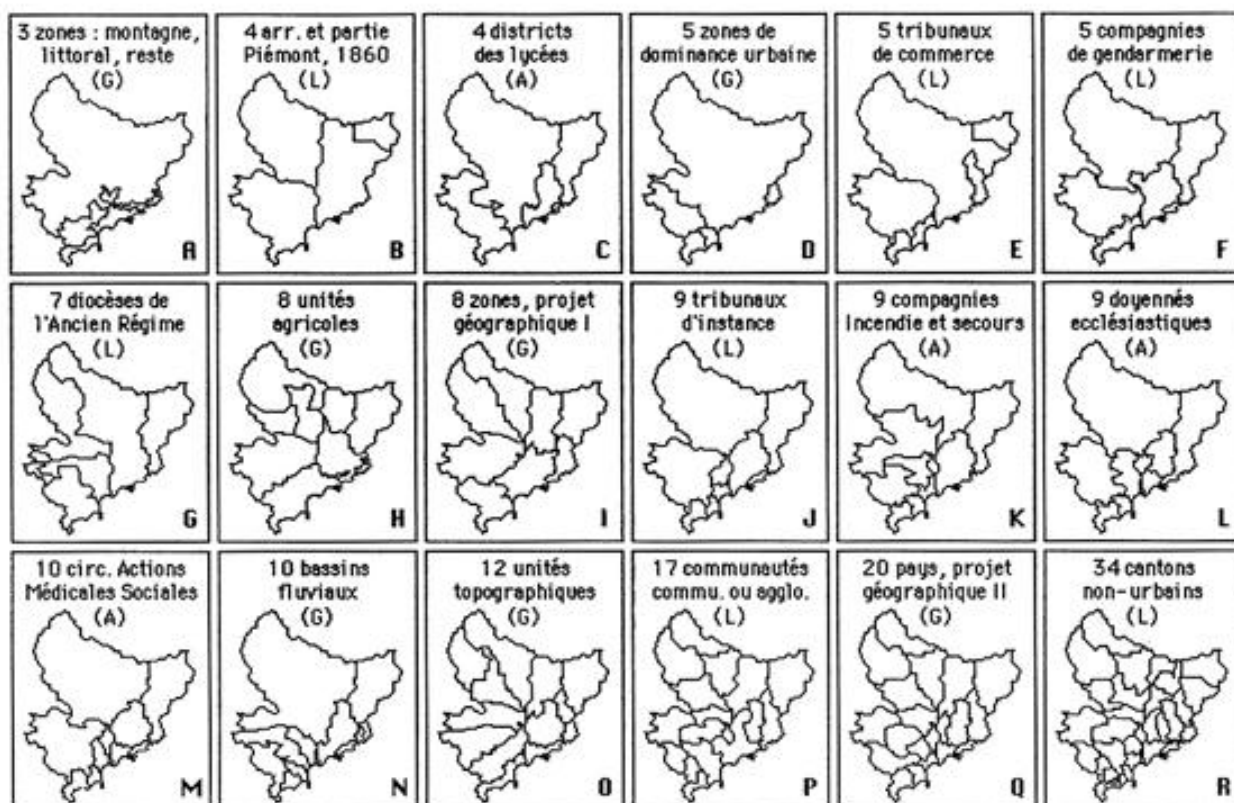 3 zones : montagne,
littoral, reste
(G)
A
4 arr. et partie
Piémont, 1860
(L)
B
4 districts
des lycées
(A)
C
5 zones de
dominance urbaine
(G)
D
5 tribunaux
de commerce
(L)
E
5 compagnies
de gendarmerie
(L)
F
7 diocèses de
l'Ancien Régime
(L)
G
8 unités
agricoles
(G)
H
8 zones, projet
géographique I
(G)
I
9 tribunaux
d'instance
(L)
J
9 compagnies
Incendie et secours
(A)
K
9 doyennés
ecclésiastiques
(A)
L
10 circ. Actions
Médicales Sociales
(A)
M
10 bassins
fluviaux
(G)
N
12 unités
topographiques
(G)
O
17 communautés
commu. ou agglo.
(L)
P
20 pays, projet
géographique II
(G)
Q
34 cantons
non-urbains
(L)
R